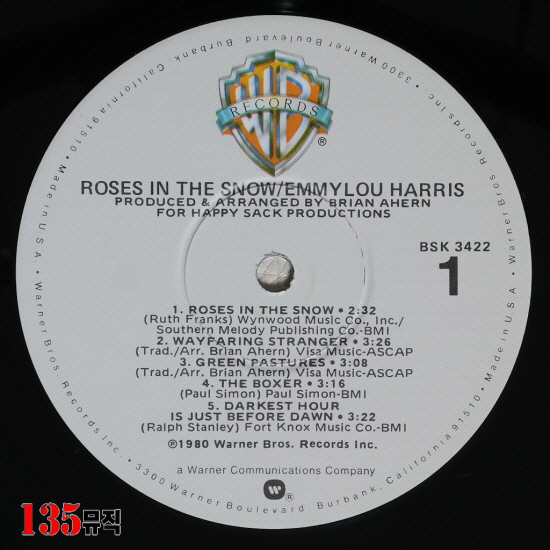 WB
RECORDS
®
ROSES IN THE SNOW/EMMYLOU HARRIS
PRODUCED & ARRANGED BY BRIAN AHERN
FOR HAPPY SACK PRODUCTIONS
BSK 3422
1
1. ROSES IN THE SNOW • 2:32
(Ruth Franks) Wynwood Music Co., Inc./
Southern Melody Publishing Co.-BMI
2. WAYFARING STRANGER • 3:26
(Trad./Arr. Brian Ahern) Visa Music-ASCAP
3. GREEN PASTURES • 3:08
(Trad./Arr. Brian Ahern) Visa Music-ASCAP
4. THE BOXER • 3:16
(Paul Simon) Paul Simon-BMI
5. DARKEST HOUR
IS JUST BEFORE DAWN • 3:22
(Ralph Stanley) Fort Knox Music Co.-BMI
℗1980 Warner Bros. Records Inc.
a Warner Communications Company
W ®
• Made in U.S.A. • Warner Bros. Records Inc. • 3300 Warner Boulevard, Burbank, California 91510 • Made in U.S.A. • Warner Bros. Records Inc. • 3300 Warner Boulevard, Burbank, California 91510
135뮤직